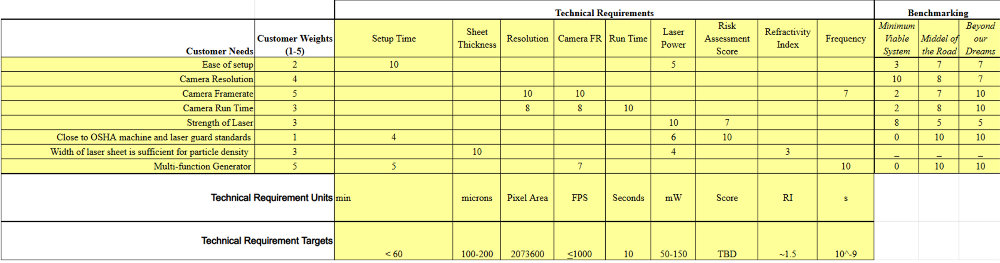 Technical Requirements Benchmarking
Customer Needs Customer Weights (1-5) Setup Time Sheet Thickness Resolution Camera FR Run Time Laser Power Risk Assessment Score Refractivity Index Frequency Minimum Viable System Middel of the Road Beyond our Dreams
Ease of setup 2 10 5 3 7 7
Camera Resolution 4 10 8 7
Camera Framerate 5 10 10 7 2 7 10
Camera Run Time 3 8 8 10 2 8 10
Strength of Laser 3 10 7 8 5 5
Close to OSHA machine and laser guard standards 1 4 6 10 0 10 10
Width of laser sheet is sufficient for particle density 3 10 4 3 _ _ _
Multi-function Generator 5 5 7 10 0 10 10
Technical Requirement Units min microns Pixel Area FPS Seconds mW Score RI s
Technical Requirement Targets < 60 100-200 2073600 <1000 10 50-150 TBD ~1.5 10^-9